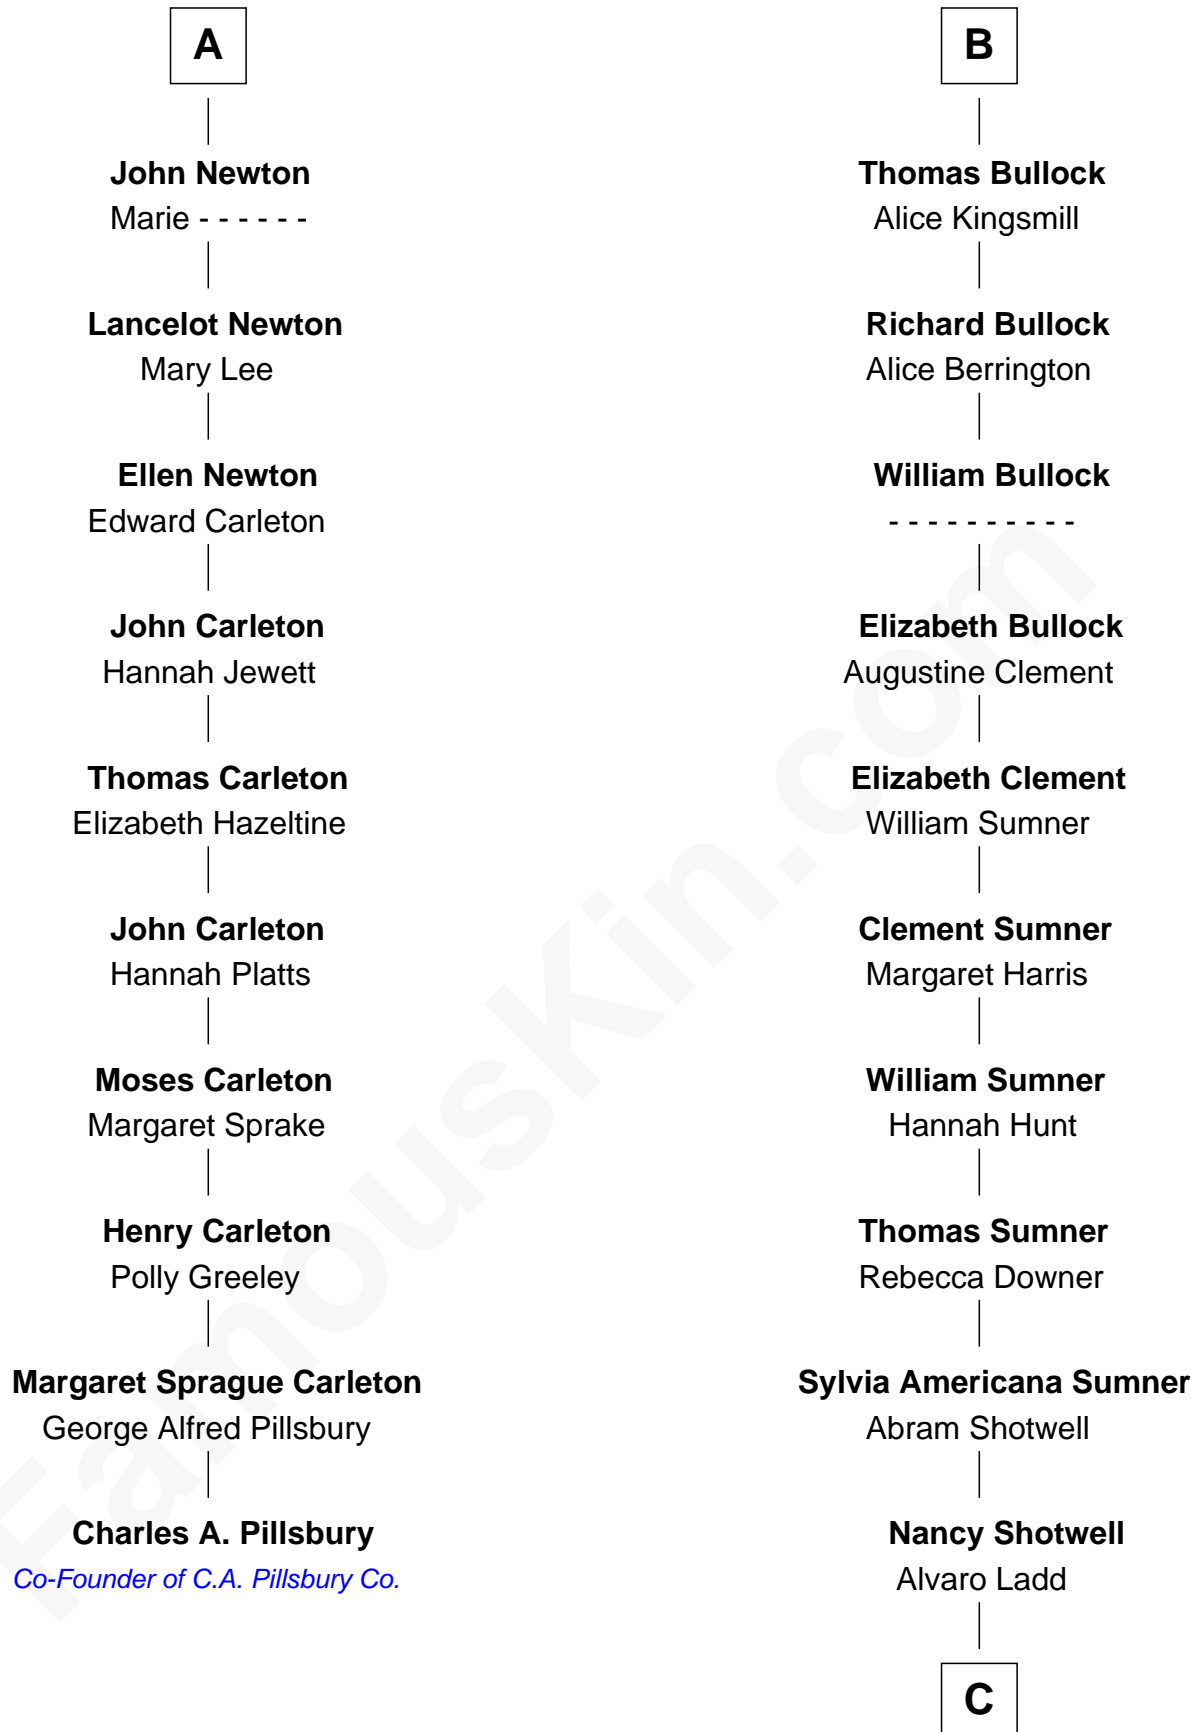 A
John Newton
Marie - - - - - -
Lancelot Newton
Mary Lee
Ellen Newton
Edward Carleton
John Carleton
Hannah Jewett
Thomas Carleton
Elizabeth Hazeltine
John Carleton
Hannah Platts
Moses Carleton
Margaret Sprake
Henry Carleton
Polly Greeley
Margaret Sprague Carleton
George Alfred Pillsbury
Charles A. Pillsbury
Co-Founder of C.A. Pillsbury Co.
B
Thomas Bullock
Alice Kingsmill
Richard Bullock
Alice Berrington
William Bullock
- - - - - - - - - -
Elizabeth Bullock
Augustine Clement
Elizabeth Clement
William Sumner
Clement Sumner
Margaret Harris
William Sumner
Hannah Hunt
Thomas Sumner
Rebecca Downer
Sylvia Americana Sumner
Abram Shotwell
Nancy Shotwell
Alvaro Ladd
C
FamousKin.com